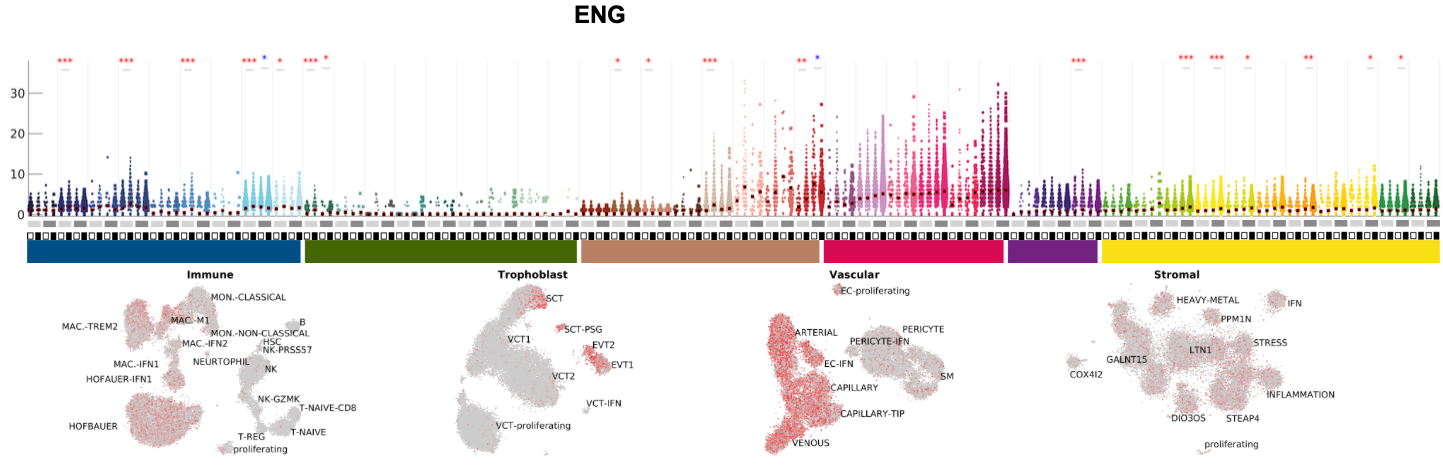 ENG
*** *** *** *** * * *** * * * *** ** * *** *** *** * ** * *
30
20
10
0
Immune Trophoblast Vascular Stromal
MON.-CLASSICAL
MAC.-TREM2
MAC.-M1
MON.-NON-CLASSICAL
B
MAC.-IFN2
HSC
NK-PRSS57
MAC.-IFN1
NEURTOPHIL
NK
HOFAUER-IFN1
NK-GZMK
T-NAIVE-CD8
HOFBAUER
T-REG
T-NAIVE
proliferating
SCT
SCT-PSG
VCT1
EVT2
EVT1
VCT2
VCT-IFN
VCT-proliferating
EC-proliferating
ARTERIAL
PERICYTE
PERICYTE-IFN
EC-IFN
SM
CAPILLARY
CAPILLARY-TIP
VENOUS
HEAVY-METAL
IFN
PPM1N
GALNT15
LTN1
STRESS
COX4I2
INFLAMMATION
DIO3OS
STEAP4
proliferating